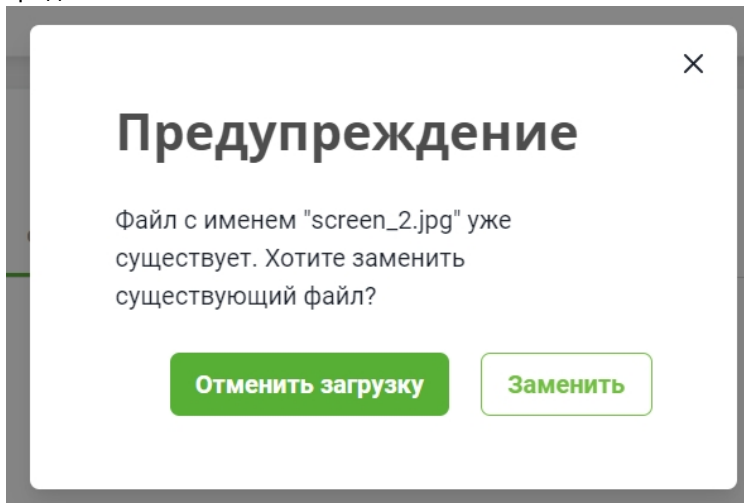 Предупреждение
Файл с именем "screen_2.jpg" уже
существует. Хотите заменить
существующий файл?
Отменить загрузку
Заменить